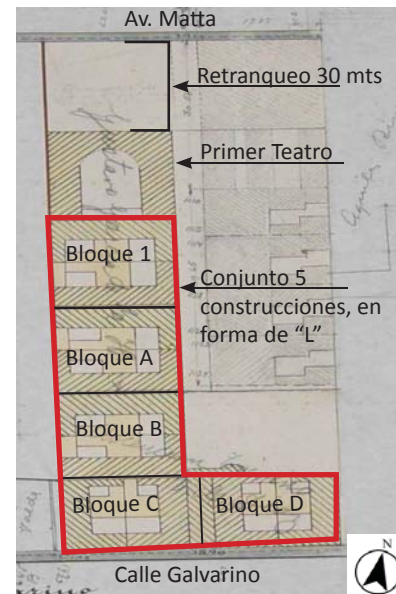 Av. Matta
Retranqueo 30 mts
Primer Teatro
Bloque 1
Conjunto 5
construcciones, en
forma de "L"
Bloque A
Bloque B
Bloque C
Bloque D
Calle Galvarino
N